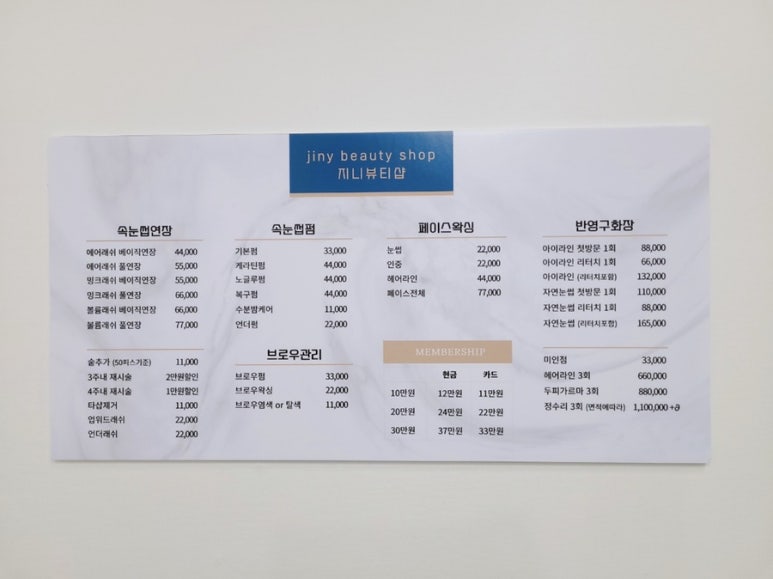 jiny beauty shop
지니뷰티샵
속눈썹연장
에어래쉬 베이직연장 44,000
에어래쉬 풀연장 55,000
밍크래쉬 베이직연장 55,000
밍크래쉬 풀연장 66,000
볼륨래쉬 베이직연장 66,000
볼륨래쉬 풀연장 77,000
숱추가 (50피스기준) 11,000
3주내 재시술 2만원할인
4주내 재시술 1만원할인
타샵제거 11,000
업위드래쉬 22,000
언더래쉬 22,000
속눈썹펌
기본펌 33,000
케라틴펌 44,000
노글루펌 44,000
복구펌 44,000
수분밤케어 11,000
언더펌 22,000
브로우관리
브로우펌 33,000
브로우왁싱 22,000
브로우염색 or 탈색 11,000
페이스왁싱
눈썹 22,000
인중 22,000
헤어라인 44,000
페이스전체 77,000
MEMBERSHIP
현금 카드
10만원 12만원 11만원
20만원 24만원 22만원
30만원 37만원 33만원
반영구화장
아이라인 첫방문 1회 88,000
아이라인 리터치 1회 66,000
아이라인 (리터치포함) 132,000
자연눈썹 첫방문 1회 110,000
자연눈썹 리터치 1회 88,000
자연눈썹 (리터치포함) 165,000
미인점 33,000
헤어라인 3회 660,000
두피가르마 3회 880,000
정수리 3회 (면적에따라) 1,100,000 +∂